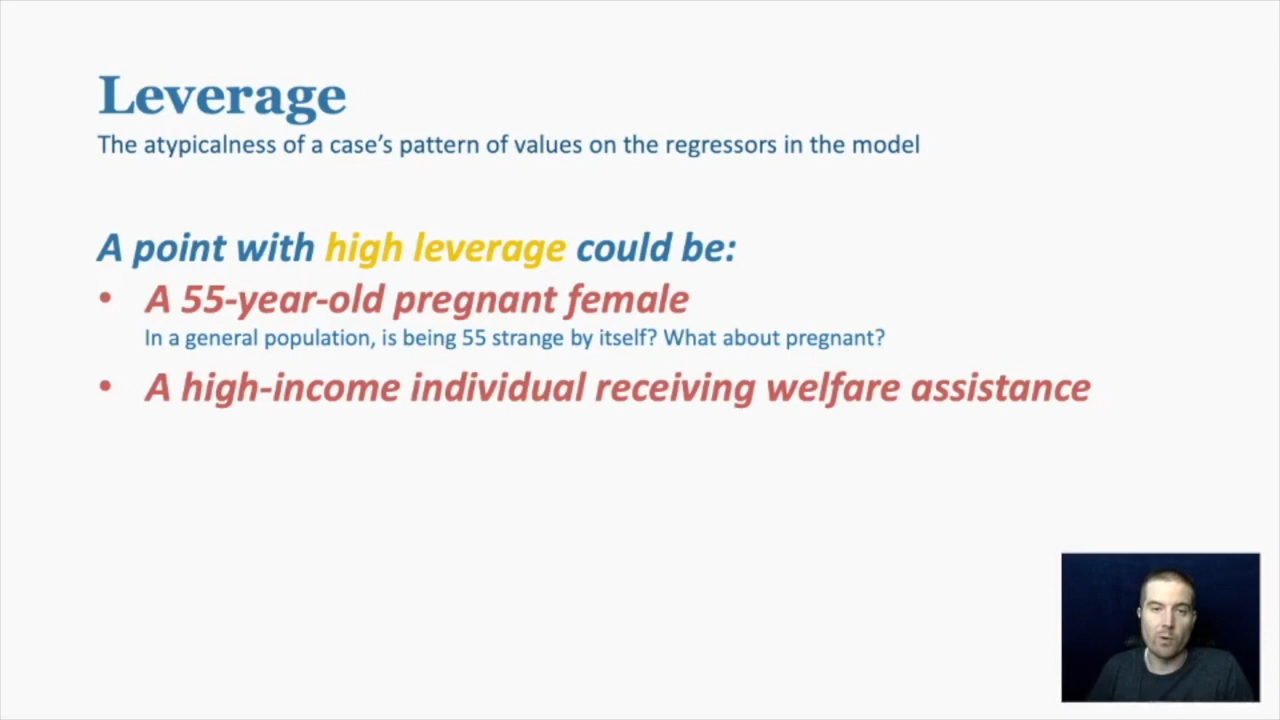 Leverage
The atypicalness of a case's pattern of values on the regressors in the model
A point with high leverage could be:
• A 55-year-old pregnant female
In a general population, is being 55 strange by itself? What about pregnant?
• A high-income individual receiving welfare assistance